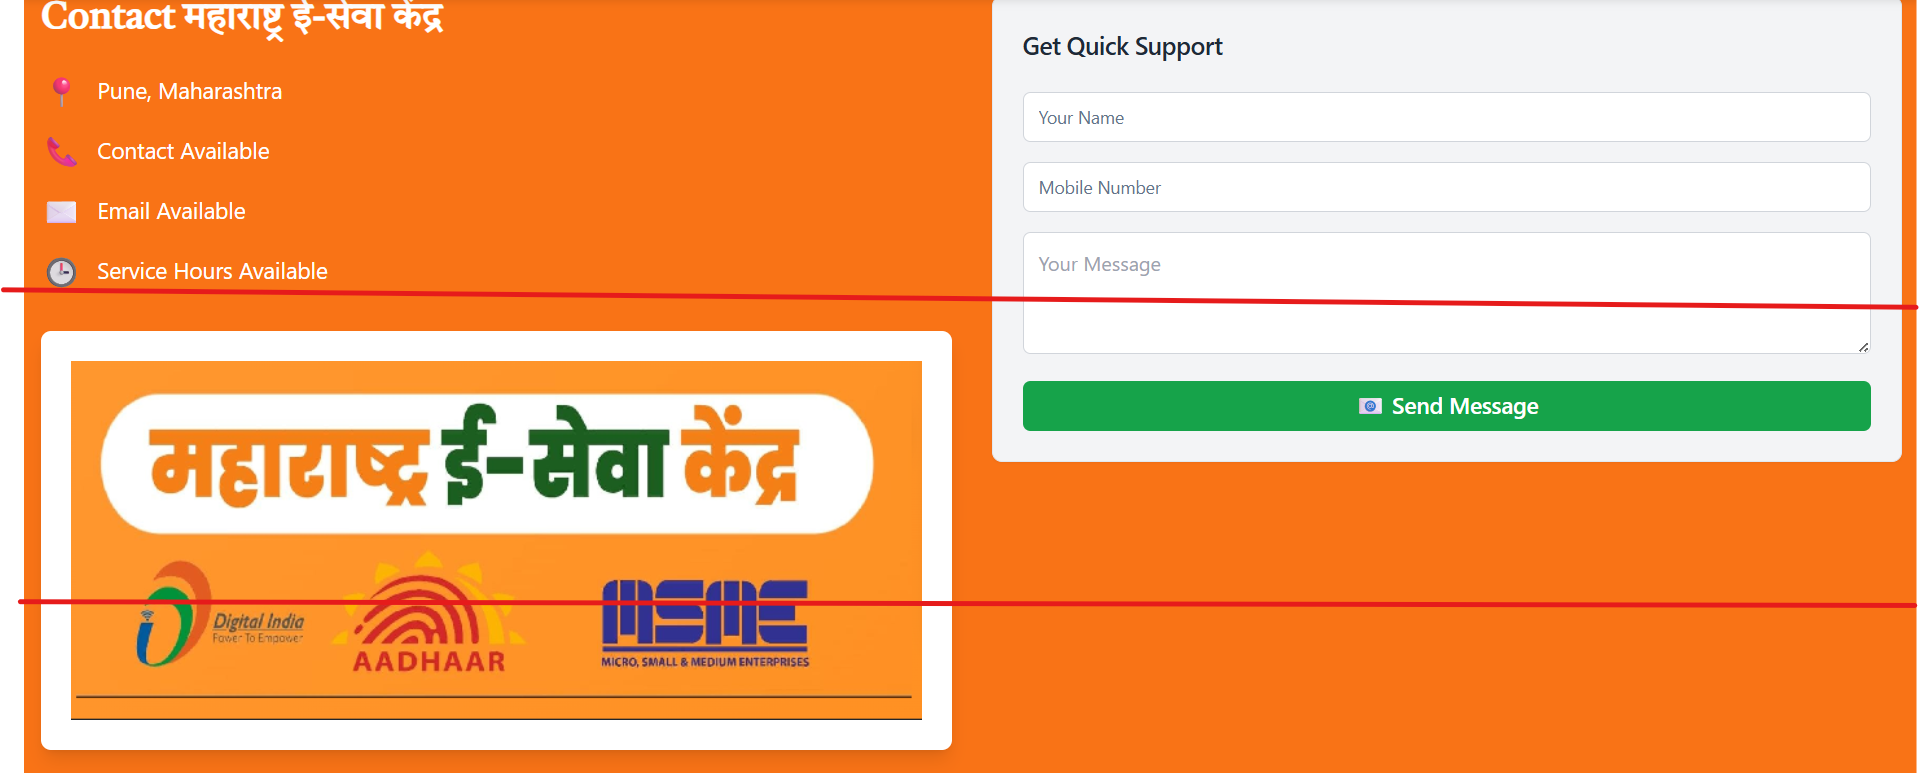 Contact महाराष्ट्र ई-सेवा केंद्र
Pune, Maharashtra
Contact Available
Email Available
Service Hours Available
महाराष्ट्र ई-सेवा केंद्र
Digital India
Power To Empower
AADHAAR
MSME
MICRO, SMALL & MEDIUM ENTERPRISES
Get Quick Support
Your Name
Mobile Number
Your Message
Send Message